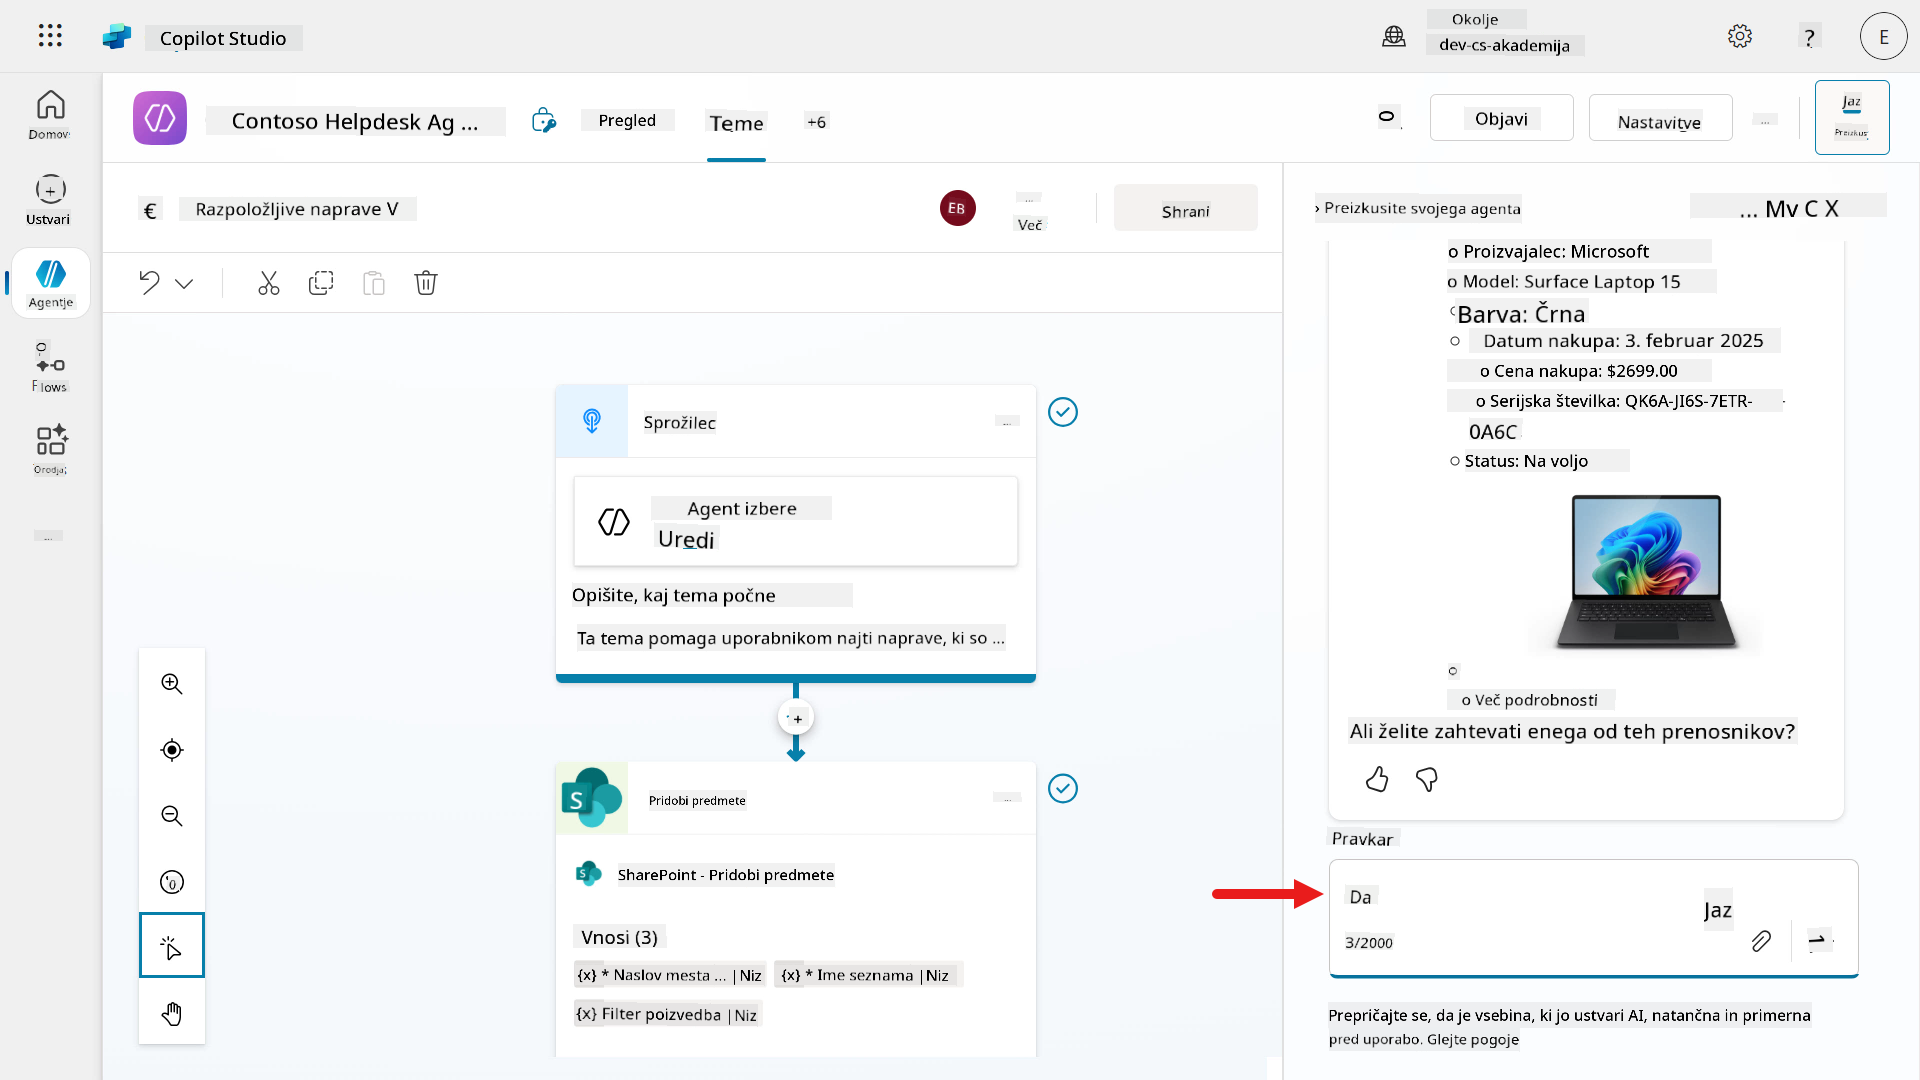 Copilot Studio
Okolje
dev-cs-akademija
?
E
Domov
Ustvari
Agentje
Flows
Orodja;
...
Contoso Helpdesk Ag ...
Pregled
Teme
+6
Objavi
Nastavitve
...
Jaz
Preizkus
€
Razpoložljive naprave V
EB
...
Več
Shrani
Sprožilec
...
Agent izbere
Uredi
Opišite, kaj tema počne
Ta tema pomaga uporabnikom najti naprave, ki so ...
+
Pridobi predmete
...
SharePoint - Pridobi predmete
Vnosi (3)
{x} * Naslov mesta ... |Niz
{x} * Ime seznama |Niz
{x} Filter poizvedba |Niz
› Preizkusite svojega agenta
... Mv C X
o Proizvajalec: Microsoft
o Model: Surface Laptop 15
Barva: Črna
o Datum nakupa: 3. februar 2025
o Cena nakupa: $2699.00
o Serijska številka: QK6A-JI6S-7ETR-
0A6C
o Status: Na voljo
o
o Več podrobnosti
Ali želite zahtevati enega od teh prenosnikov?
Pravkar
Da
Jaz
3/2000
Prepričajte se, da je vsebina, ki jo ustvari AI, natančna in primerna
pred uporabo. Glejte pogoje